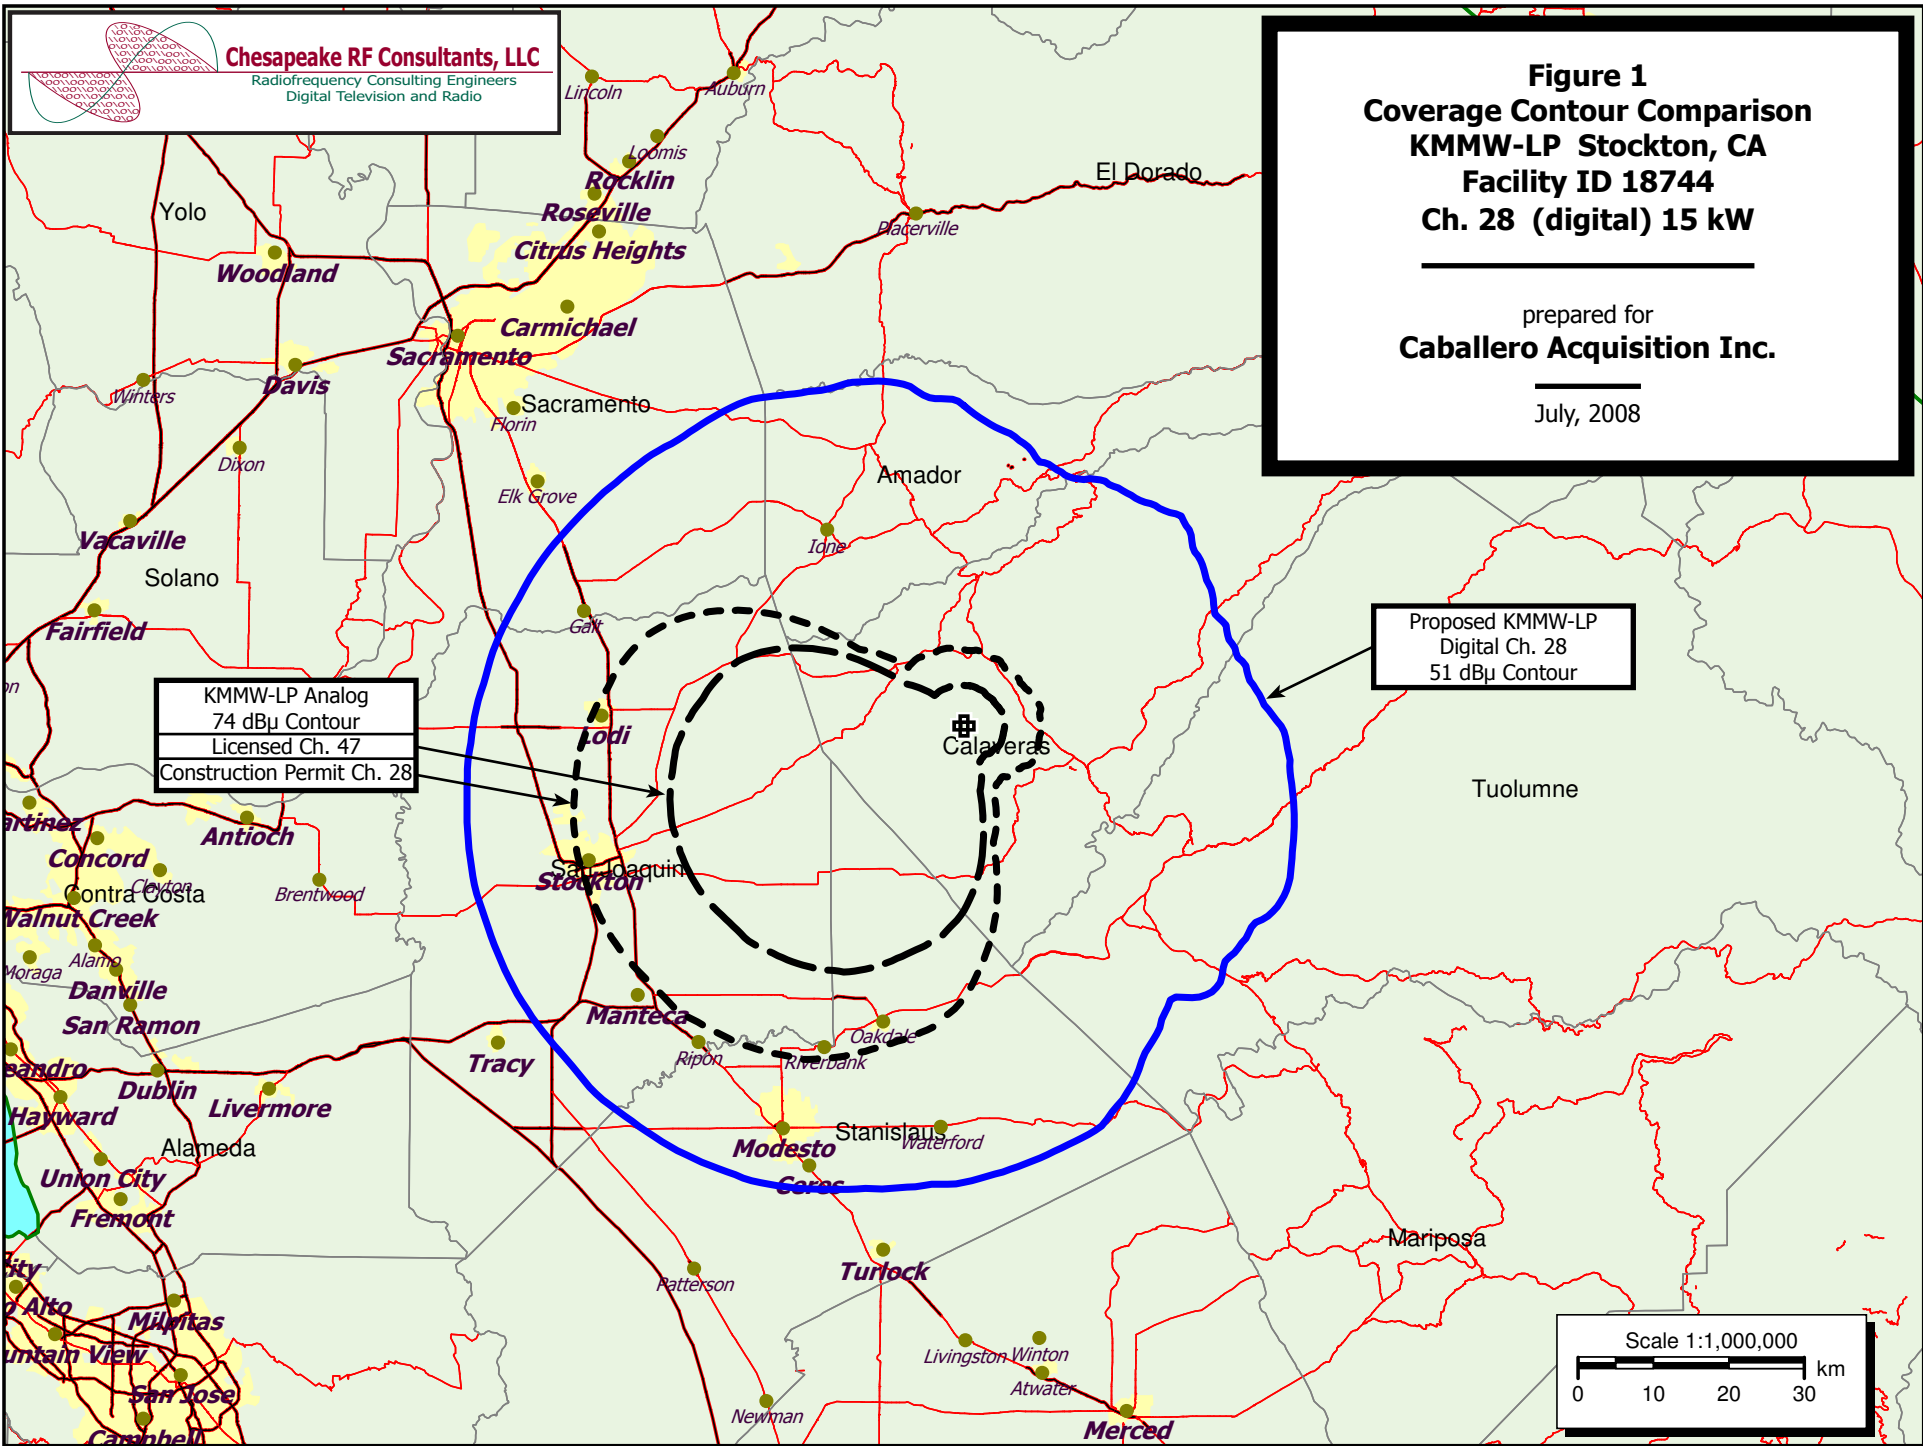 Chesapeake RF Consultants, LLC
Radiofrequency Consulting Engineers
Digital Television and Radio
Figure 1
Coverage Contour Comparison
KMMW-LP Stockton, CA
Facility ID 18744
Ch. 28 (digital) 15 kW
prepared for
Caballero Acquisition Inc.
July, 2008
Lincoln
Auburn
Loomis
Rocklin
El Dorado
Yolo
Roseville
Placerville
Citrus Heights
Woodland
Carmichael
Sacramento
Davis
Winters
Sacramento
Florin
Dixon
Amador
Elk Grove
Vacaville
Ione
Solano
Fairfield
Galt
Proposed KMMW-LP
Digital Ch. 28
51 dBμ Contour
on
KMMW-LP Analog
74 dBμ Contour
Licensed Ch. 47
Construction Permit Ch. 28
Lodi
Calaveras
Tuolumne
artinez
Antioch
Concord
Clayton
Contra Costa
Brentwood
San Joaquin
Stockton
Walnut Creek
Alamo
Moraga
Danville
San Ramon
Manteca
Oakdale
Ripon
Riverbank
Tracy
eandro
Dublin
Livermore
Hayward
Alameda
Stanislaus
Waterford
Modesto
Union City
Ceres
Fremont
Mariposa
City
Turlock
Patterson
o Alto
Milpitas
untain View
Livingston
Winton
Atwater
San Jose
Newman
Merced
Campbell
Scale 1:1,000,000
km
0 10 20 30